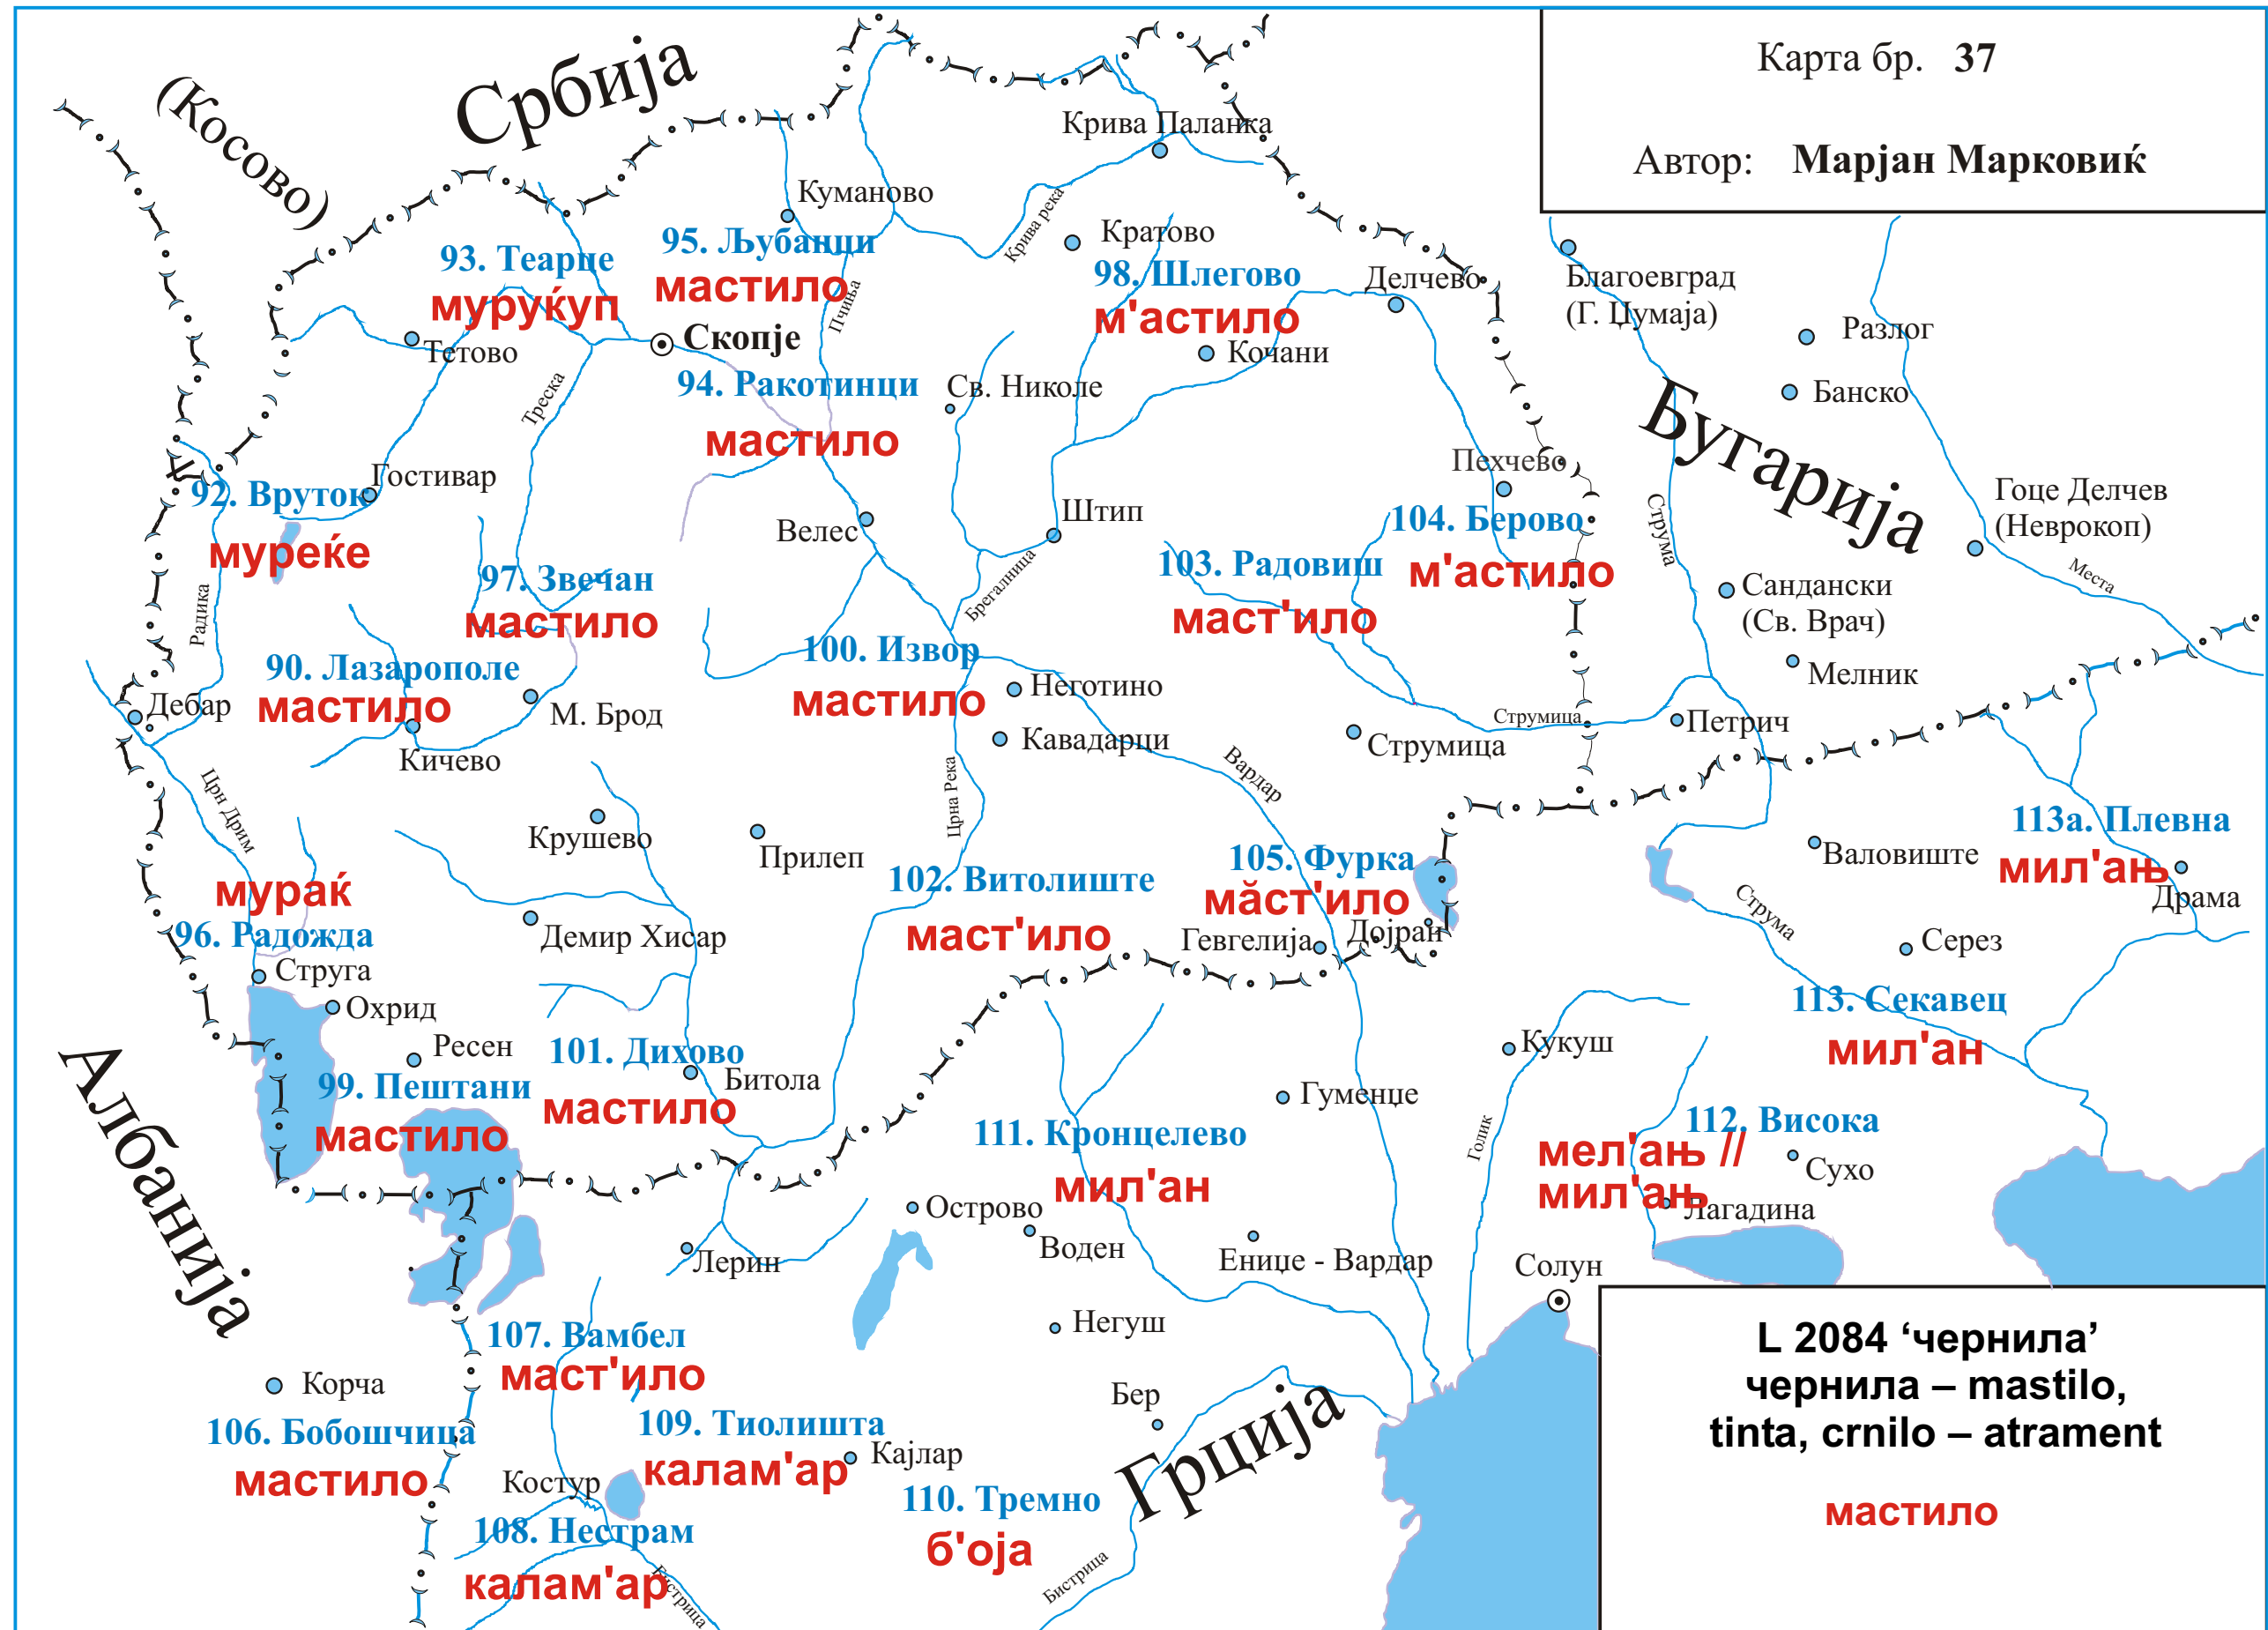 Карта бр. 37
Автор: Марјан Марковиќ
(Косово)
Србија
Крива Паланка
Куманово
Крива река
Кратово
93. Теарце
муруќуп
95. Љубанци
мастило
Пчиња
98. Шлегово
м'астило
Делчево
Благоевград
(Г. Џумаја)
Разлог
Тетово
Скопје
Кочани
Треска
94. Ракотинци
мастило
Св. Николе
Банско
Бугарија
Пехчево
92. Вруток
Гостивар
муреќе
Велес
Штип
104. Берово
м'астило
Струма
Гоце Делчев
(Неврокоп)
Места
97. Звечан
мастило
Радика
Брегалница
103. Радовиш
маст'ило
Сандански
(Св. Врач)
Мелник
90. Лазарополе
мастило
100. Извор
мастило
Дебар
М. Брод
Кичево
Неготино
Кавадарци
Струмица
Струмица
Петрич
Црн Дрим
Црна Река
Вардар
Крушево
Прилеп
113а. Плевна
мил'ањ
Драма
Валовиште
мураќ
96. Радожда
Струга
Охрид
Демир Хисар
102. Витолиште
маст'ило
105. Фурка
мăст'ило
Гевгелија
Дојран
Струма
Серез
Албанија
Ресен
99. Пештани
мастило
101. Дихово
мастило
Битола
113. Секавец
мил'ан
Кукуш
Гуменџе
Голик
111. Кронцелево
мил'ан
112. Висока
мел'ањ //
мил'ањ
Сухо
Лагадина
Острово
Воден
Лерин
Ениџе - Вардар
Солун
Негуш
107. Вамбел
маст'ило
Корча
106. Бобошчица
мастило
109. Тиолишта
калам'ар
Кајлар
Бер
Грција
Костур
108. Нестрам
калам'ар
Бистрица
110. Тремно
б'оја
Бистрица
L 2084 ‘чернила’
чернила – mastilo,
tinta, crnilo – atrament
мастило